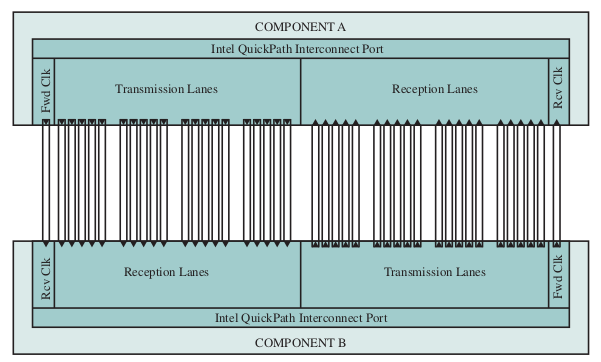 COMPONENT A
Intel QuickPath Interconnect Port
Fwd Clk
Transmission Lanes
Reception Lanes
Rcv Clk
Rcv Clk
Reception Lanes
Transmission Lanes
Fwd Clk
Intel QuickPath Interconnect Port
COMPONENT B